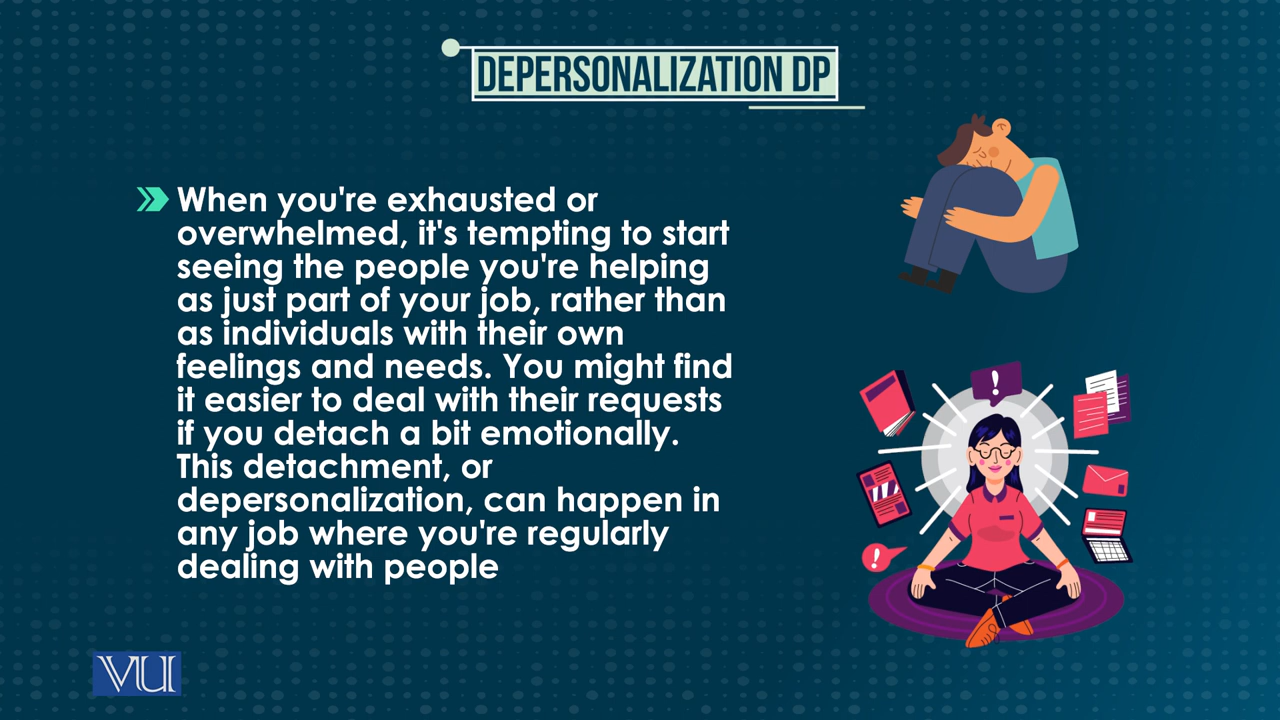 DEPERSONALIZATION DP
When you're exhausted or
overwhelmed, it's tempting to start
seeing the people you're helping
as just part of your job, rather than
as individuals with their own
feelings and needs. You might find
it easier to deal with their requests
if you detach a bit emotionally.
This detachment, or
depersonalization, can happen in
any job where you're regularly
dealing with people
!
!
VU